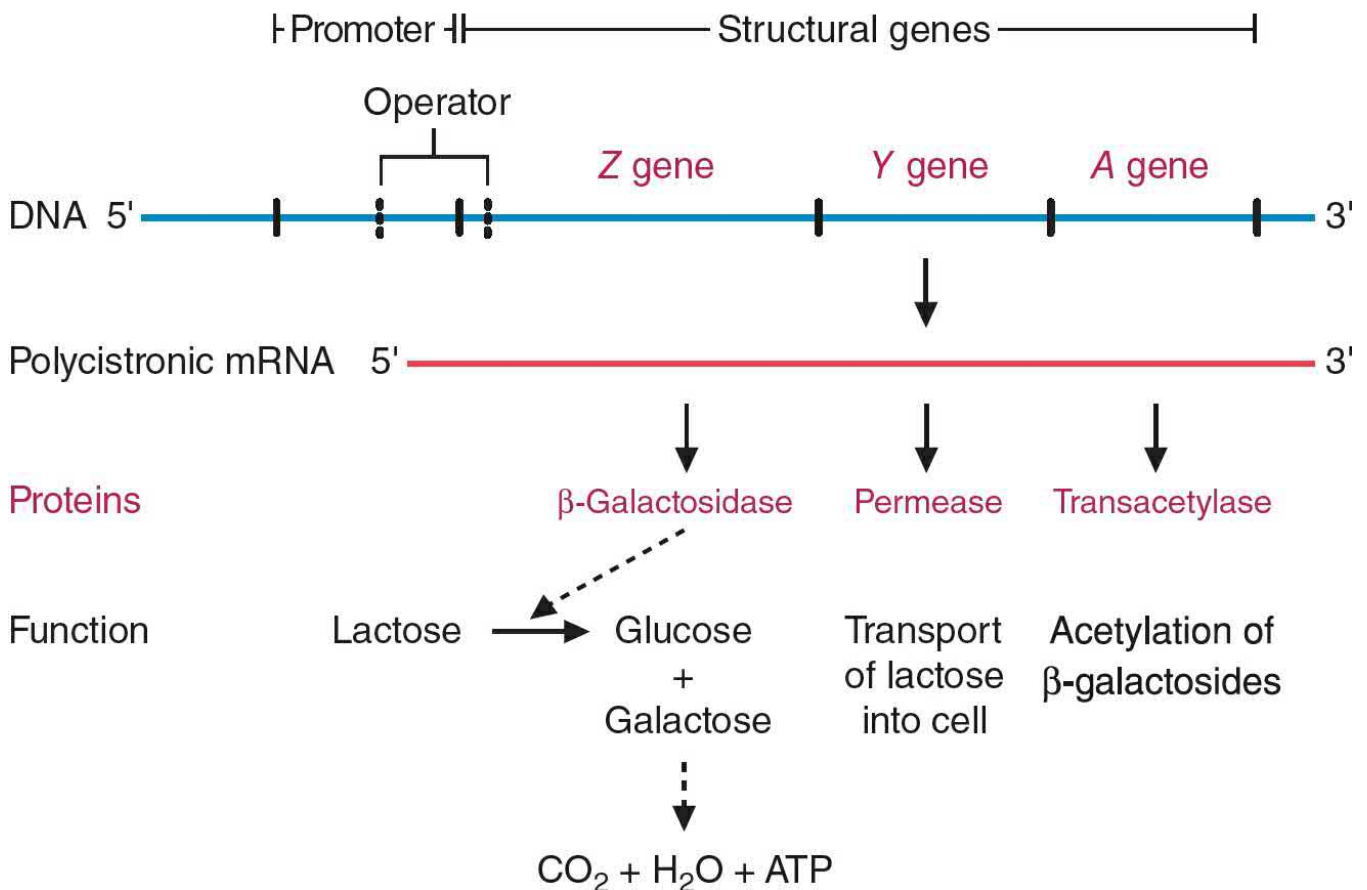 Promoter
Structural genes
Operator
Z gene
Y gene
A gene
DNA 5'
3'
Polycistronic mRNA 5'
3'
Proteins
β-Galactosidase
Permease
Transacetylase
Function
Lactose
Glucose
+
Galactose
Transport
of lactose
into cell
Acetylation of
β-galactosides
CO₂ + H₂O + ATP